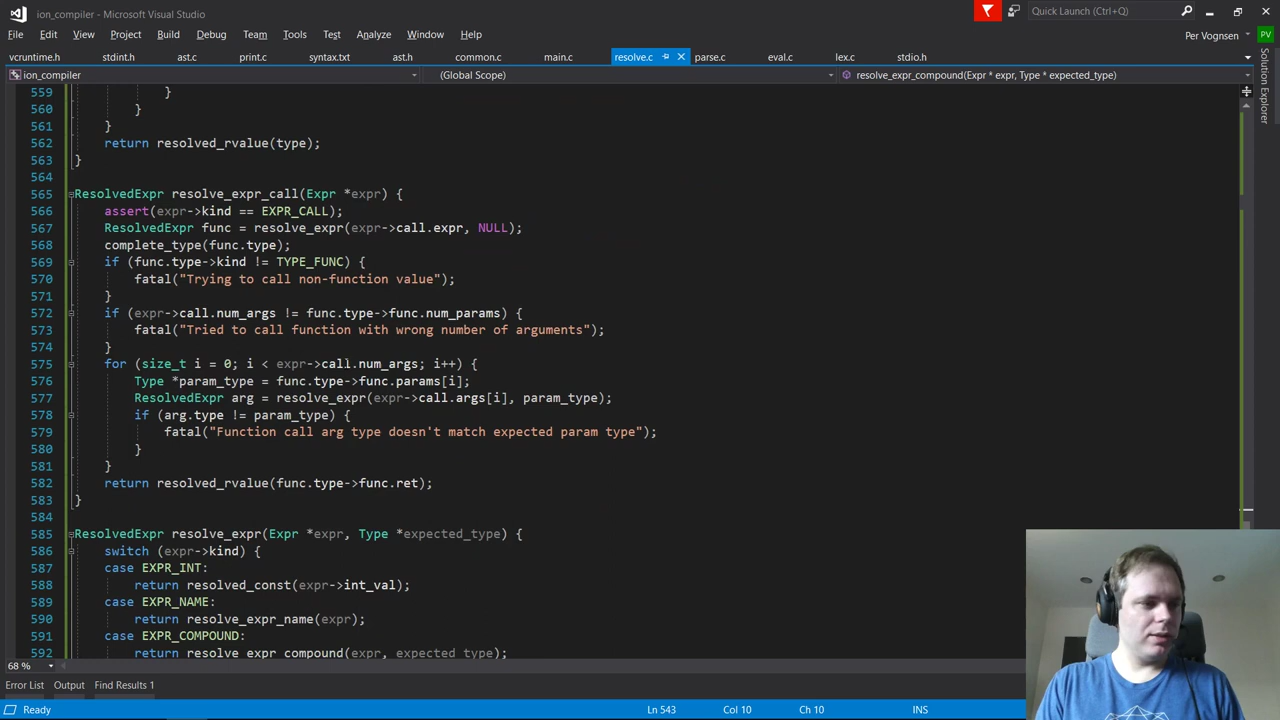 ion_compiler - Microsoft Visual Studio
Quick Launch (Ctrl+Q)
File Edit View Project Build Debug Team Tools Test Analyze Window Help
Per Vognsen PV
vcruntime.h stdint.h ast.c print.c syntax.txt ast.h common.c main.c resolve.c parse.c eval.c lex.c stdio.h
Solution Explorer
ion_compiler (Global Scope) resolve_expr_compound(Expr * expr, Type * expected_type)
559 }
560 }
561 }
562 return resolved_rvalue(type);
563 }
564
565 ResolvedExpr resolve_expr_call(Expr *expr) {
566 assert(expr->kind == EXPR_CALL);
567 ResolvedExpr func = resolve_expr(expr->call.expr, NULL);
568 complete_type(func.type);
569 if (func.type->kind != TYPE_FUNC) {
570 fatal("Trying to call non-function value");
571 }
572 if (expr->call.num_args != func.type->func.num_params) {
573 fatal("Tried to call function with wrong number of arguments");
574 }
575 for (size_t i = 0; i < expr->call.num_args; i++) {
576 Type *param_type = func.type->func.params[i];
577 ResolvedExpr arg = resolve_expr(expr->call.args[i], param_type);
578 if (arg.type != param_type) {
579 fatal("Function call arg type doesn't match expected param type");
580 }
581 }
582 return resolved_rvalue(func.type->func.ret);
583 }
584
585 ResolvedExpr resolve_expr(Expr *expr, Type *expected_type) {
586 switch (expr->kind) {
587 case EXPR_INT:
588 return resolved_const(expr->int_val);
589 case EXPR_NAME:
590 return resolve_expr_name(expr);
591 case EXPR_COMPOUND:
592 return resolve_expr_compound(expr, expected_type);
68 %
Error List Output Find Results 1
Ready Ln 543 Col 10 Ch 10 INS